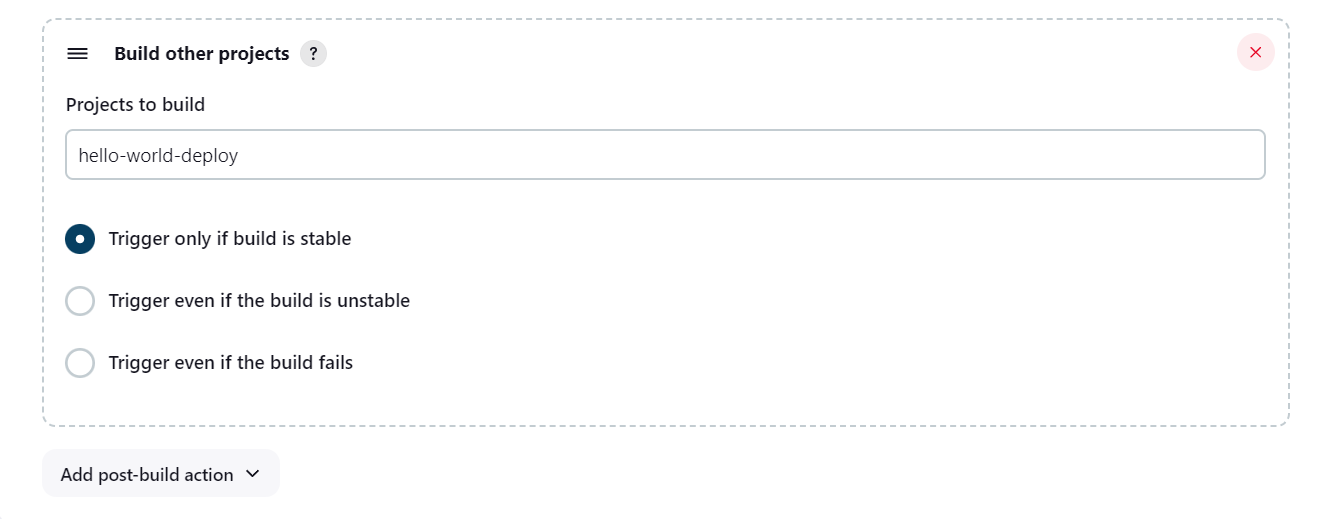 Build other projects ?
Projects to build
hello-world-deploy
Trigger only if build is stable
Trigger even if the build is unstable
Trigger even if the build fails
Add post-build action